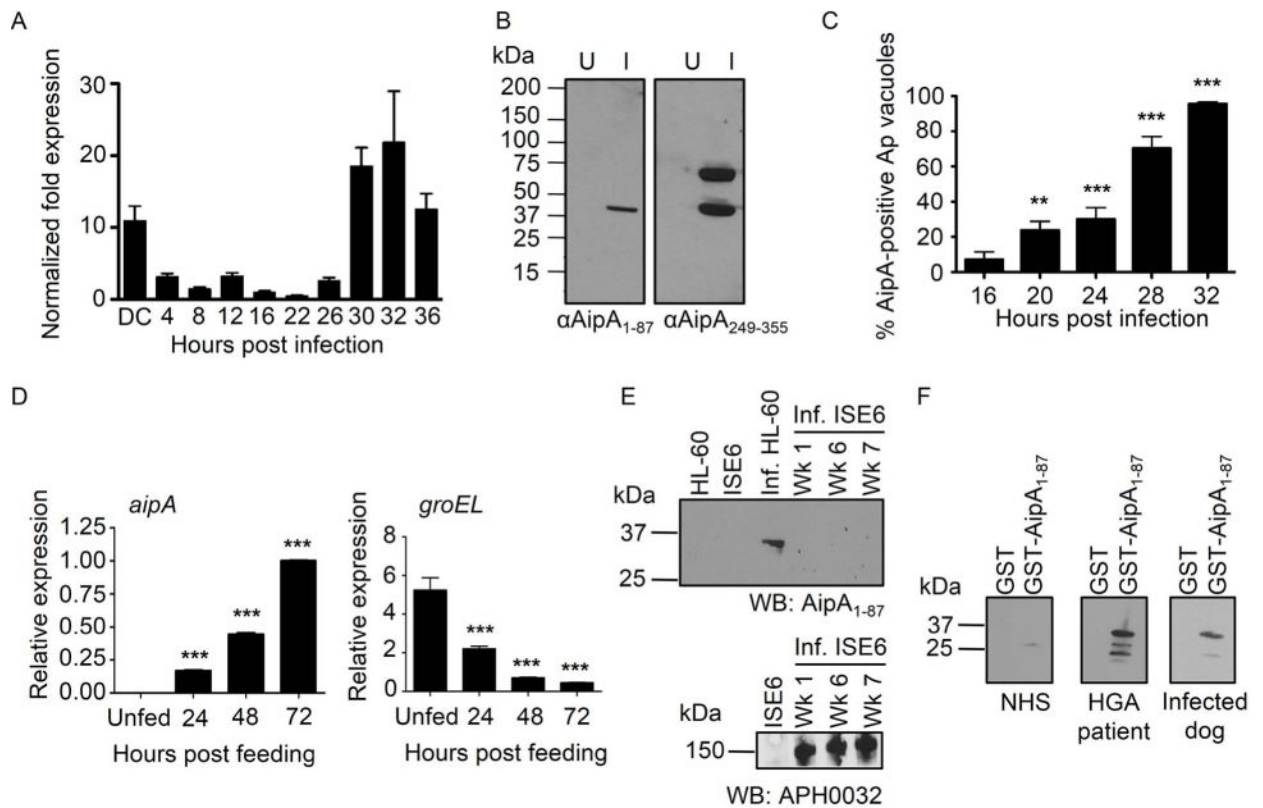 A
Normalized fold expression
30
20
10
0
DC 4 8 12 16 22 26 30 32 36
Hours post infection
B
kDa
U I U I
200
150
100
75
50
37
25
15
αAipA1-87 αAipA249-355
C
% AipA-positive Ap vacuoles
100
80
60
40
20
0
** *** *** ***
16 20 24 28 32
Hours post infection
D
aipA
Relative expression
1.25
1.00
0.75
0.50
0.25
0.00
*** *** ***
Unfed 24 48 72
Hours post feeding
groEL
Relative expression
8
6
4
2
0
*** *** ***
Unfed 24 48 72
Hours post feeding
E
Inf. ISE6
HL-60 ISE6 Inf. HL-60 Wk 1 Wk 6 Wk 7
kDa
37
25
WB: AipA1-87
Inf. ISE6
ISE6 Wk 1 Wk 6 Wk 7
kDa
150
WB: APH0032
F
GST GST-AipA1-87 GST GST-AipA1-87 GST GST-AipA1-87
kDa
37
25
NHS
HGA
patient
Infected
dog